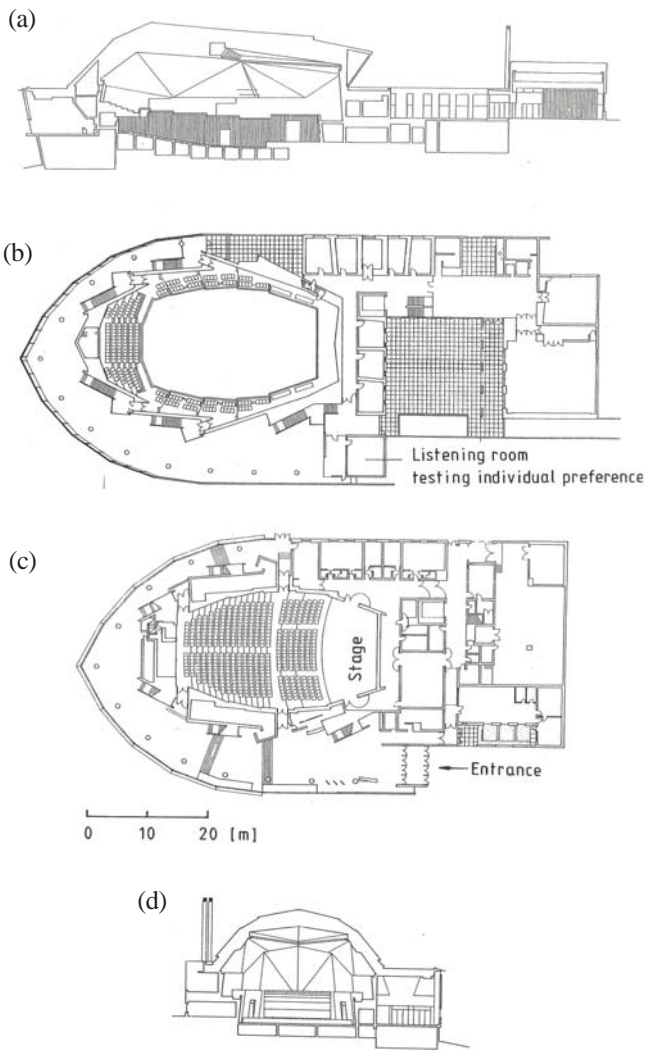 (a)
(b)
Listening room
testing individual preference
(c)
Stage
Entrance
0 10 20 [m]
(d)